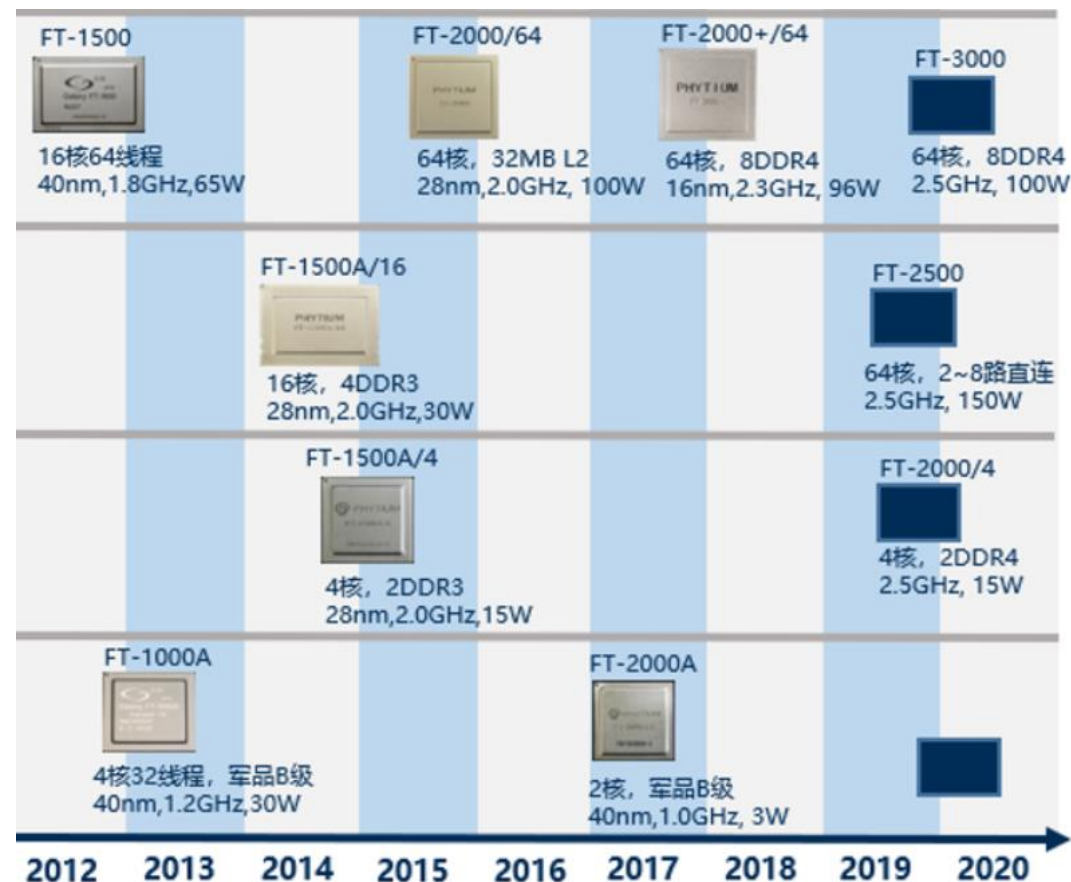 FT-1500
16核64线程
40nm,1.8GHz,65W
FT-2000/64
PHYTIUM
64核，32MB L2
28nm,2.0GHz, 100W
FT-2000+/64
PHYTIUM
64核，8DDR4
16nm,2.3GHz, 96W
FT-3000
64核，8DDR4
2.5GHz, 100W
FT-1500A/16
PHYTIUM
16核，4DDR3
28nm,2.0GHz,30W
FT-2500
64核，2~8路直连
2.5GHz, 150W
FT-1500A/4
PHYTIUM
4核，2DDR3
28nm,2.0GHz,15W
FT-2000/4
4核，2DDR4
2.5GHz, 15W
FT-1000A
4核32线程，军品B级
40nm,1.2GHz,30W
FT-2000A
PHYTIUM
2核，军品B级
40nm,1.0GHz, 3W
2012 2013 2014 2015 2016 2017 2018 2019 2020